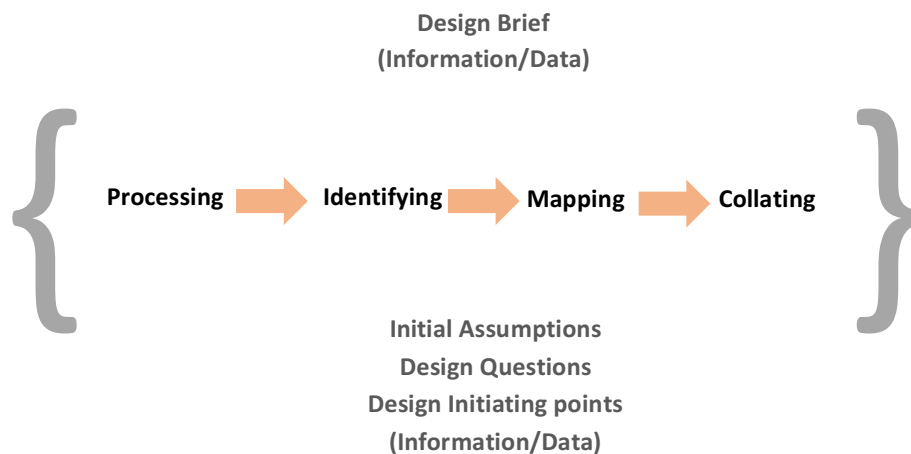 Design Brief
(Information/Data)
Processing Identifying Mapping Collating
Initial Assumptions
Design Questions
Design Initiating points
(Information/Data)